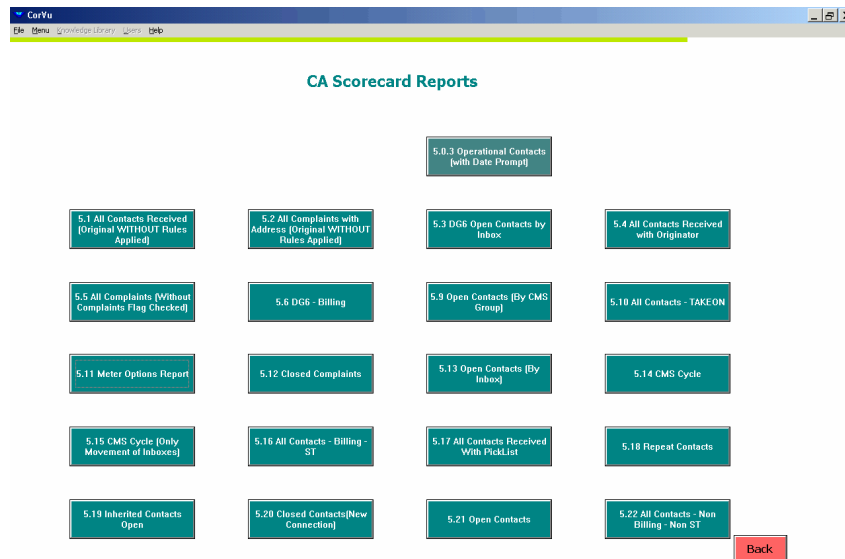 CorVu
File Menu Knowledge Library Users Help
CA Scorecard Reports
5.0.3 Operational Contacts
(with Date Prompt)
5.1 All Contacts Received
(Original WITHOUT Rules
Applied)
5.2 All Complaints with
Address (Original WITHOUT
Rules Applied)
5.3 DG6 Open Contacts by
Inbox
5.4 All Contacts Received
with Originator
5.5 All Complaints (Without
Complaints Flag Checked)
5.6 DG6 - Billing
5.9 Open Contacts (By CMS
Group)
5.10 All Contacts - TAKEON
5.11 Meter Options Report
5.12 Closed Complaints
5.13 Open Contacts (By
Inbox)
5.14 CMS Cycle
5.15 CMS Cycle (Only
Movement of Inboxes)
5.16 All Contacts - Billing -
ST
5.17 All Contacts Received
With PickList
5.18 Repeat Contacts
5.19 Inherited Contacts
Open
5.20 Closed Contacts(New
Connection)
5.21 Open Contacts
5.22 All Contacts - Non
Billing - Non ST
Back